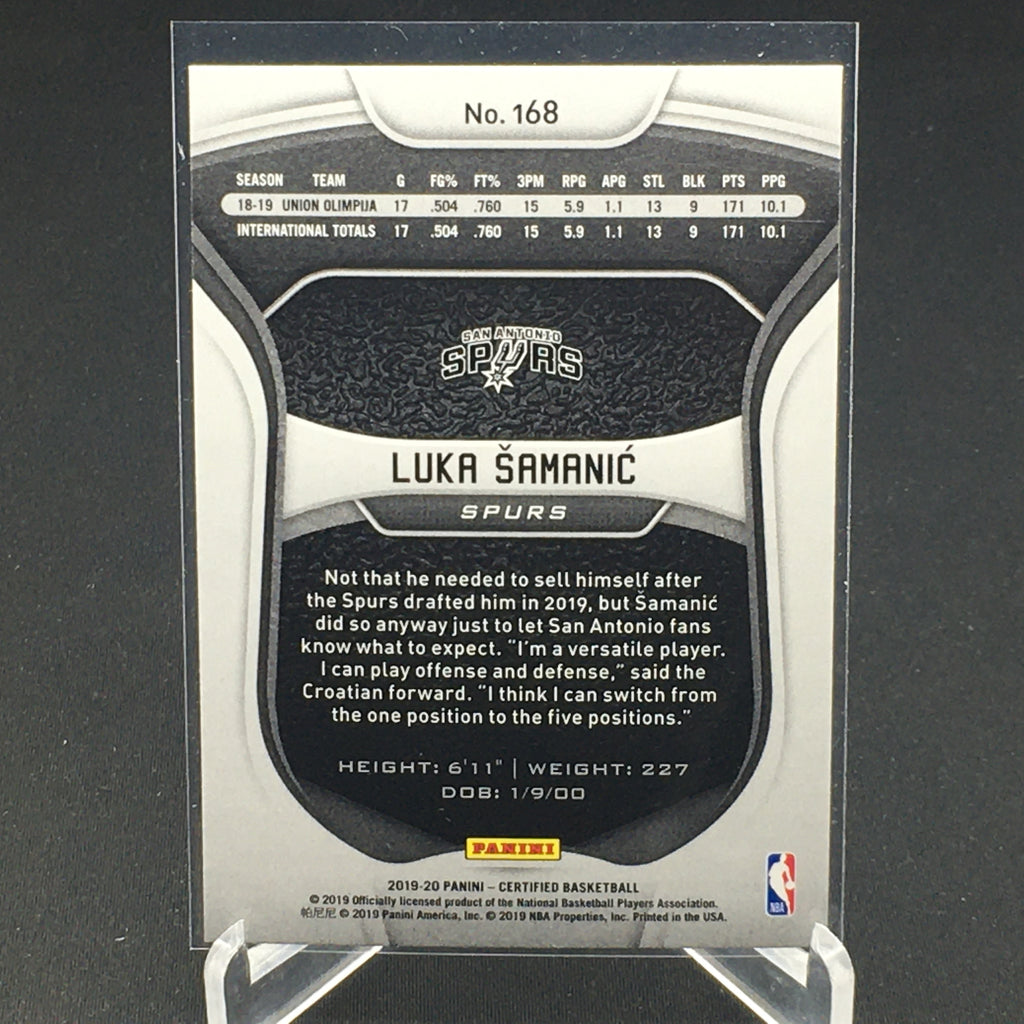 No. 168
SEASON TEAM G FG% FT% 3PM RPG APG STL BLK PTS PPG
18-19 UNION OLIMPIJA 17 .504 .760 15 5.9 1.1 13 9 171 10.1
INTERNATIONAL TOTALS 17 .504 .760 15 5.9 1.1 13 9 171 10.1
SAN ANTONIO
SPURS
LUKA ŠAMANIĆ
SPURS
Not that he needed to sell himself after
the Spurs drafted him in 2019, but Šamanić
did so anyway just to let San Antonio fans
know what to expect. "I'm a versatile player.
I can play offense and defense," said the
Croatian forward. "I think I can switch from
the one position to the five positions."
HEIGHT: 6'11" | WEIGHT: 227
DOB: 1/9/00
PANINI
2019-20 PANINI – CERTIFIED BASKETBALL
© 2019 Officially licensed product of the National Basketball Players Association.
帕尼尼 © 2019 Panini America, Inc. © 2019 NBA Properties, Inc. Printed in the USA.
NBA